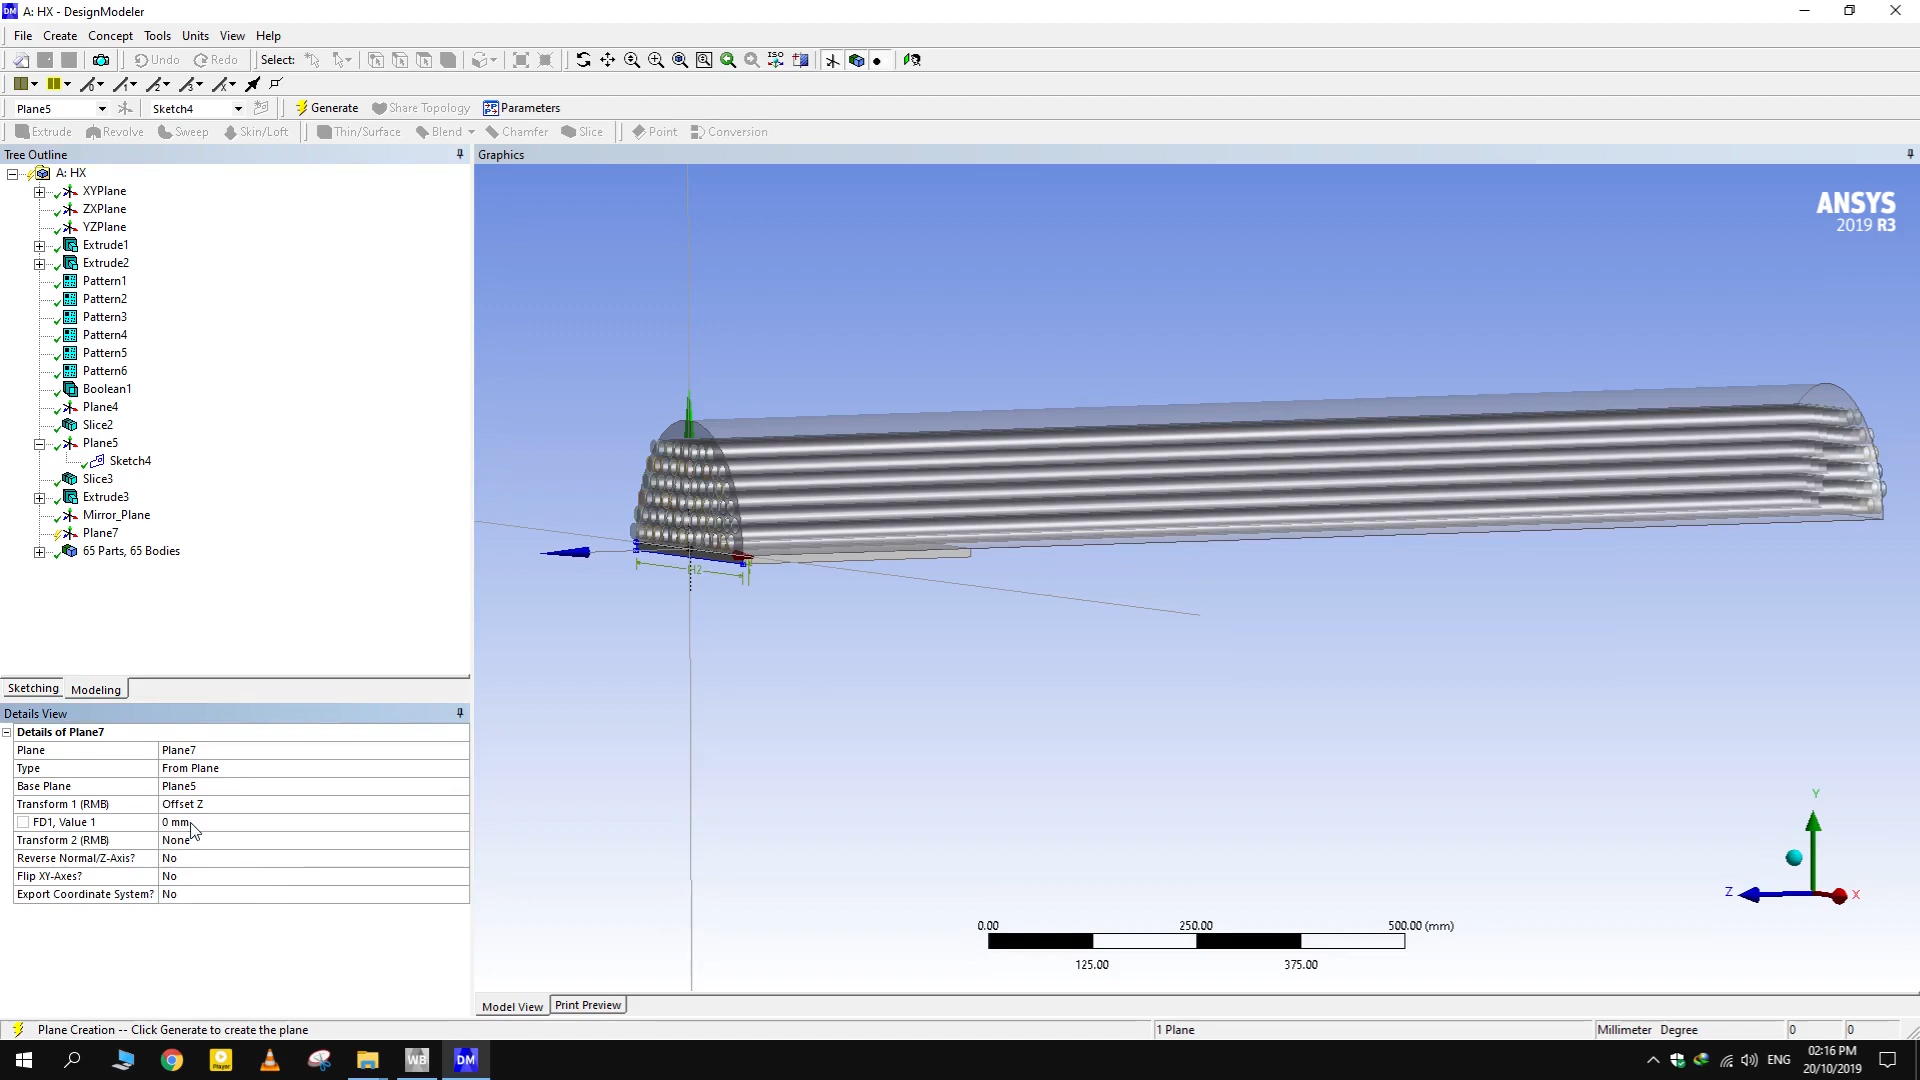 A: HX - DesignModeler
File Create Concept Tools Units View Help
Undo Redo Select: ISO
Plane5 Sketch4 Generate Share Topology Parameters
Extrude Revolve Sweep Skin/Loft Thin/Surface Blend Chamfer Slice Point Conversion
Tree Outline
Graphics
A: HX
XYPlane
ZXPlane
YZPlane
Extrude1
Extrude2
Pattern1
Pattern2
Pattern3
Pattern4
Pattern5
Pattern6
Boolean1
Plane4
Slice2
Plane5
Sketch4
Slice3
Extrude3
Mirror_Plane
Plane7
65 Parts, 65 Bodies
ANSYS
2019 R3
H2
Sketching Modeling
Details View
Details of Plane7
Plane Plane7
Type From Plane
Base Plane Plane5
Transform 1 (RMB) Offset Z
FD1, Value 1 0 mm
Transform 2 (RMB) None
Reverse Normal/Z-Axis? No
Flip XY-Axes? No
Export Coordinate System? No
Y
Z
X
0.00 250.00 500.00 (mm)
125.00 375.00
Model View Print Preview
Plane Creation -- Click Generate to create the plane 1 Plane Millimeter Degree 0 0
Player WB DM ENG 02:16 PM
20/10/2019